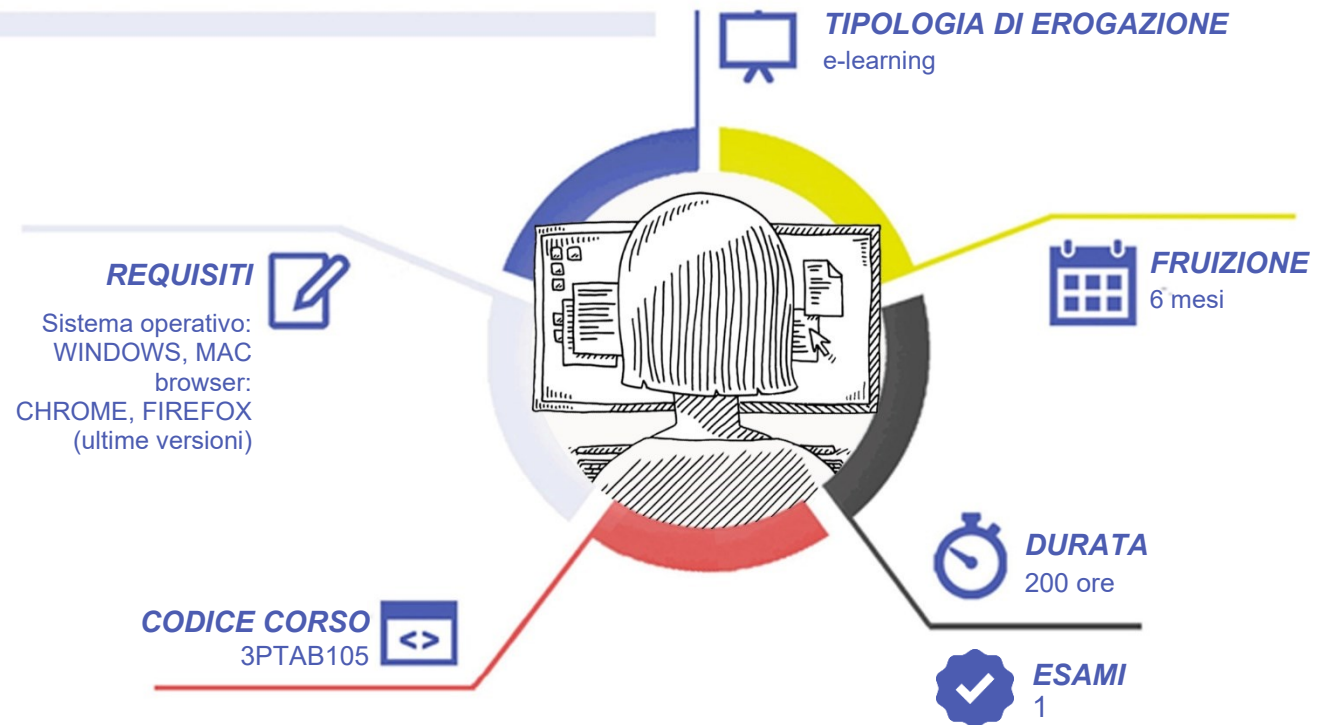 TIPOLOGIA DI EROGAZIONE
e-learning
REQUISITI
Sistema operativo:
WINDOWS, MAC
browser:
CHROME, FIREFOX
(ultime versioni)
FRUIZIONE
6 mesi
DURATA
200 ore
CODICE CORSO
3PTAB105
ESAMI
1